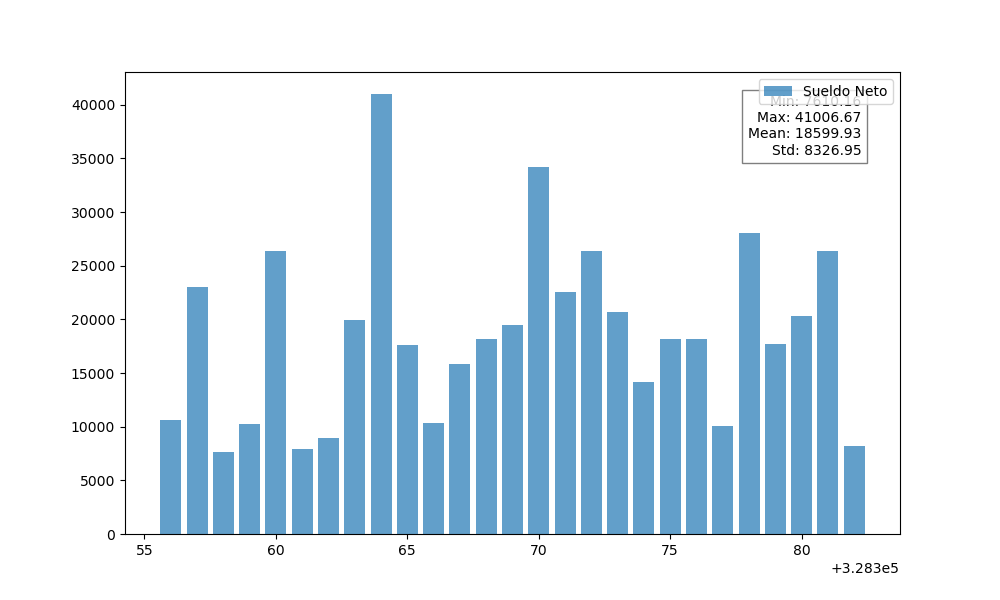 Sueldo Neto
Min: 7610.16
Max: 41006.67
Mean: 18599.93
Std: 8326.95
40000
35000
30000
25000
20000
15000
10000
5000
0
55 60 65 70 75 80
+3.283e5